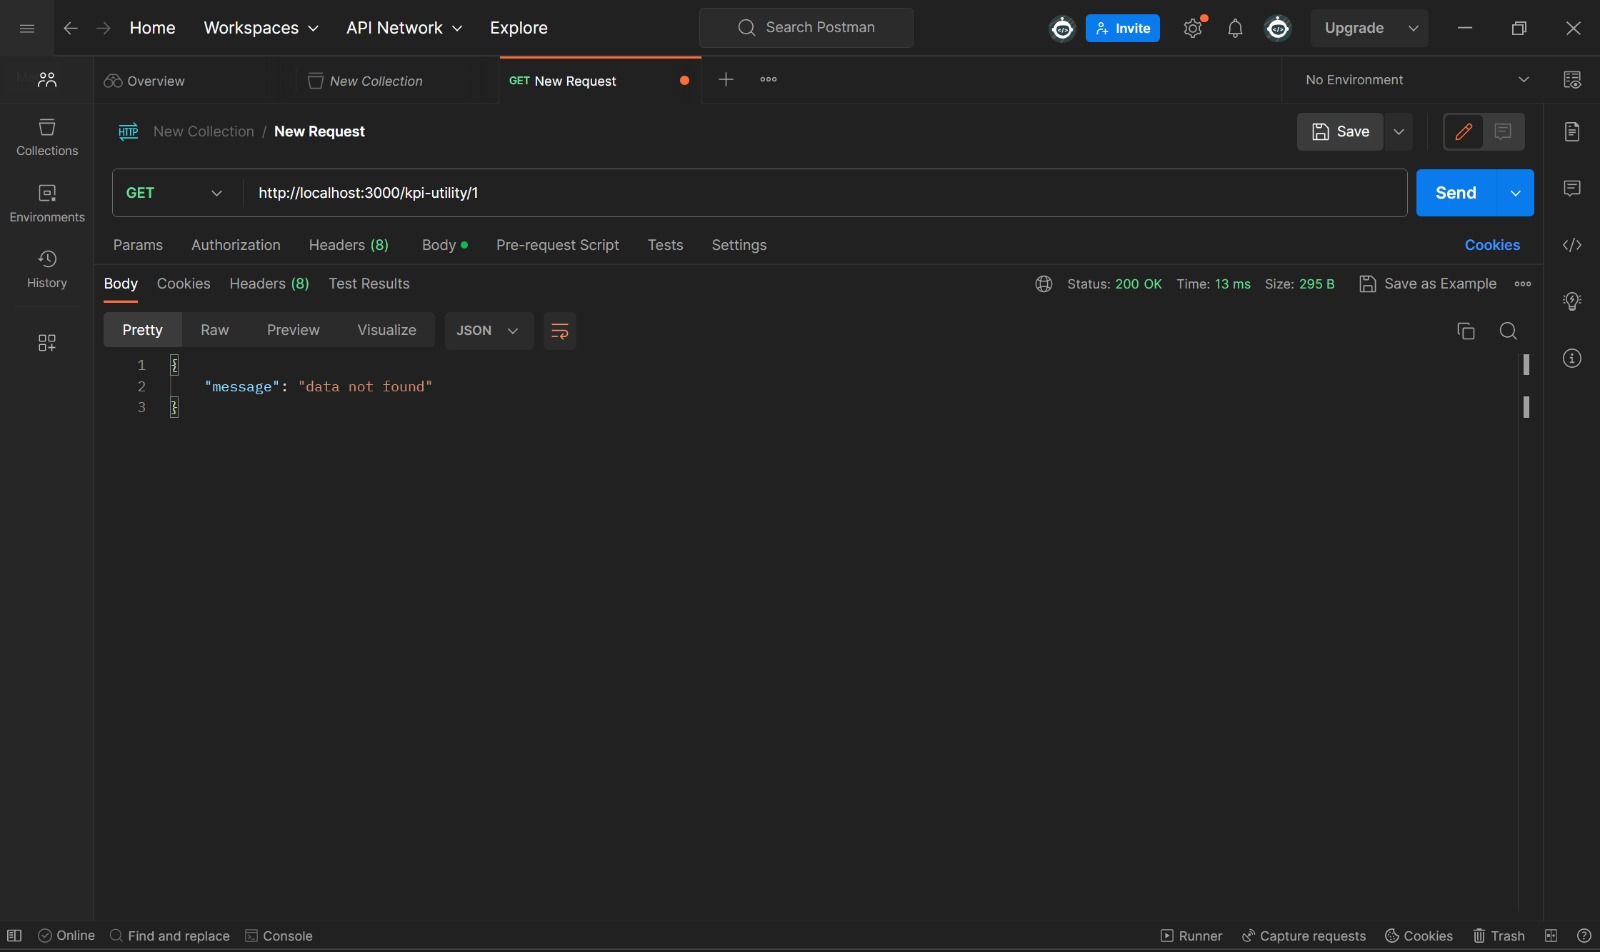 Home Workspaces API Network Explore Search Postman Invite Upgrade
Overview New Collection GET New Request No Environment
New Collection / New Request Save
Collections
GET http://localhost:3000/kpi-utility/1 Send
Environments
Params Authorization Headers (8) Body Pre-request Script Tests Settings Cookies
History
Body Cookies Headers (8) Test Results Status: 200 OK Time: 13 ms Size: 295 B Save as Example
Pretty Raw Preview Visualize JSON
1 {
2 "message": "data not found"
3 }
Online Find and replace Console Runner Capture requests Cookies Trash